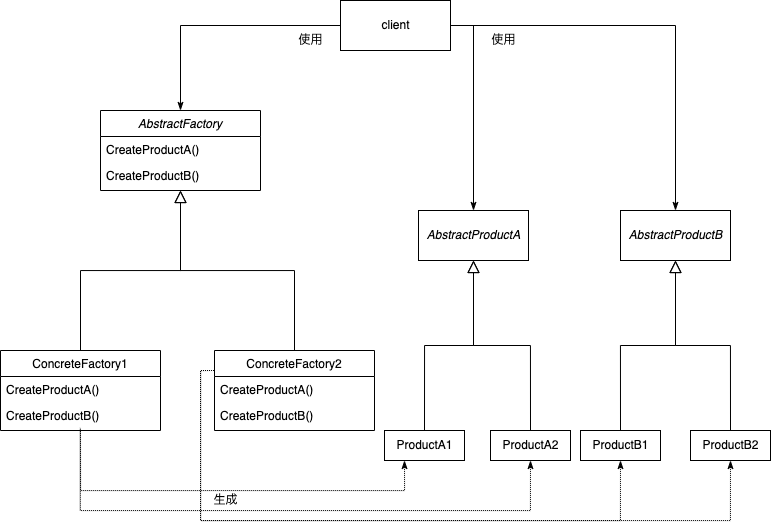 client
使用
使用
AbstractFactory
CreateProductA()
CreateProductB()
AbstractProductA
AbstractProductB
ConcreteFactory1
CreateProductA()
CreateProductB()
ConcreteFactory2
CreateProductA()
CreateProductB()
ProductA1
ProductA2
ProductB1
ProductB2
生成